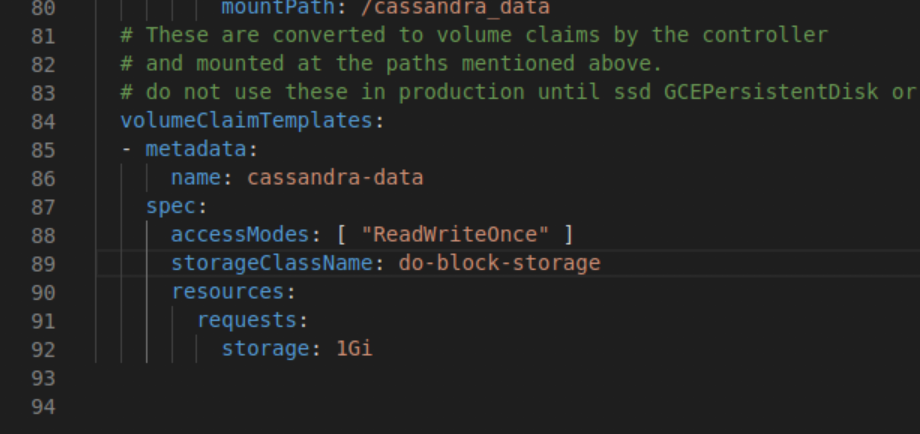 80 mountPath: /cassandra_data
81 # These are converted to volume claims by the controller
82 # and mounted at the paths mentioned above.
83 # do not use these in production until ssd GCEPersistentDisk or
84 volumeClaimTemplates:
85 - metadata:
86 name: cassandra-data
87 spec:
88 accessModes: [ "ReadWriteOnce" ]
89 storageClassName: do-block-storage
90 resources:
91 requests:
92 storage: 1Gi
93
94